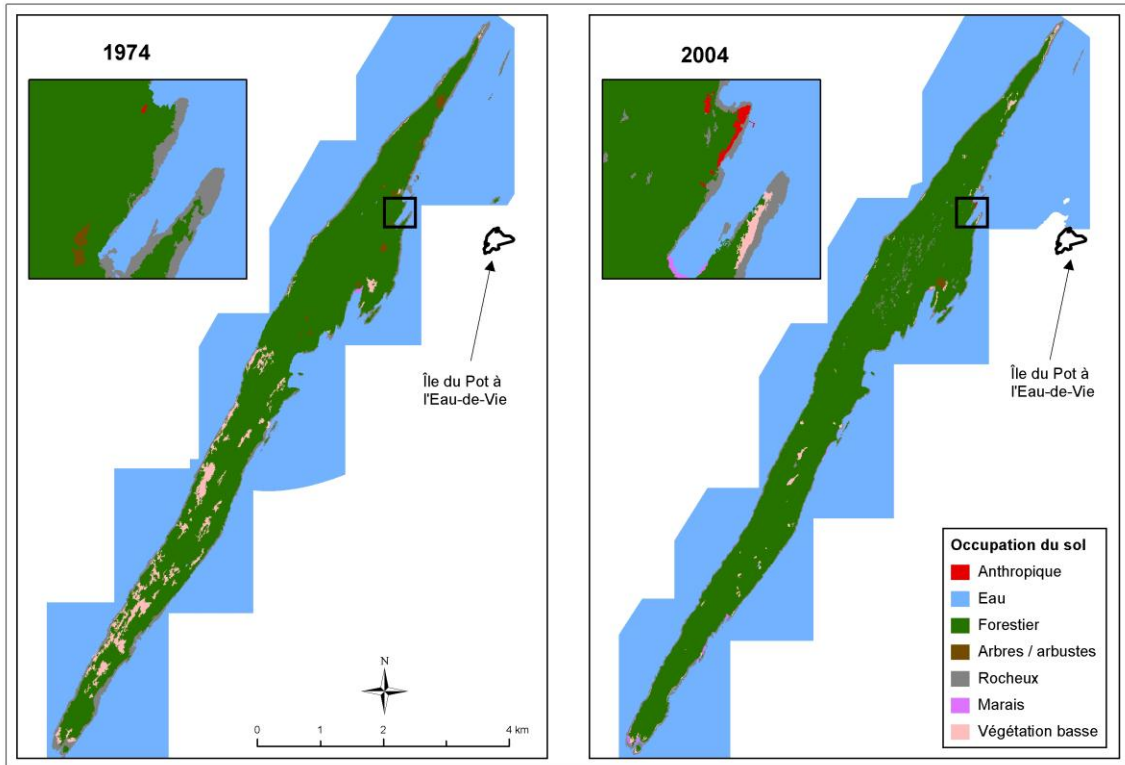 1974
Île du Pot à
l'Eau-de-Vie
N
0 1 2 4 km
2004
Île du Pot à
l'Eau-de-Vie
Occupation du sol
Anthropique
Eau
Forestier
Arbres / arbustes
Rocheux
Marais
Végétation basse